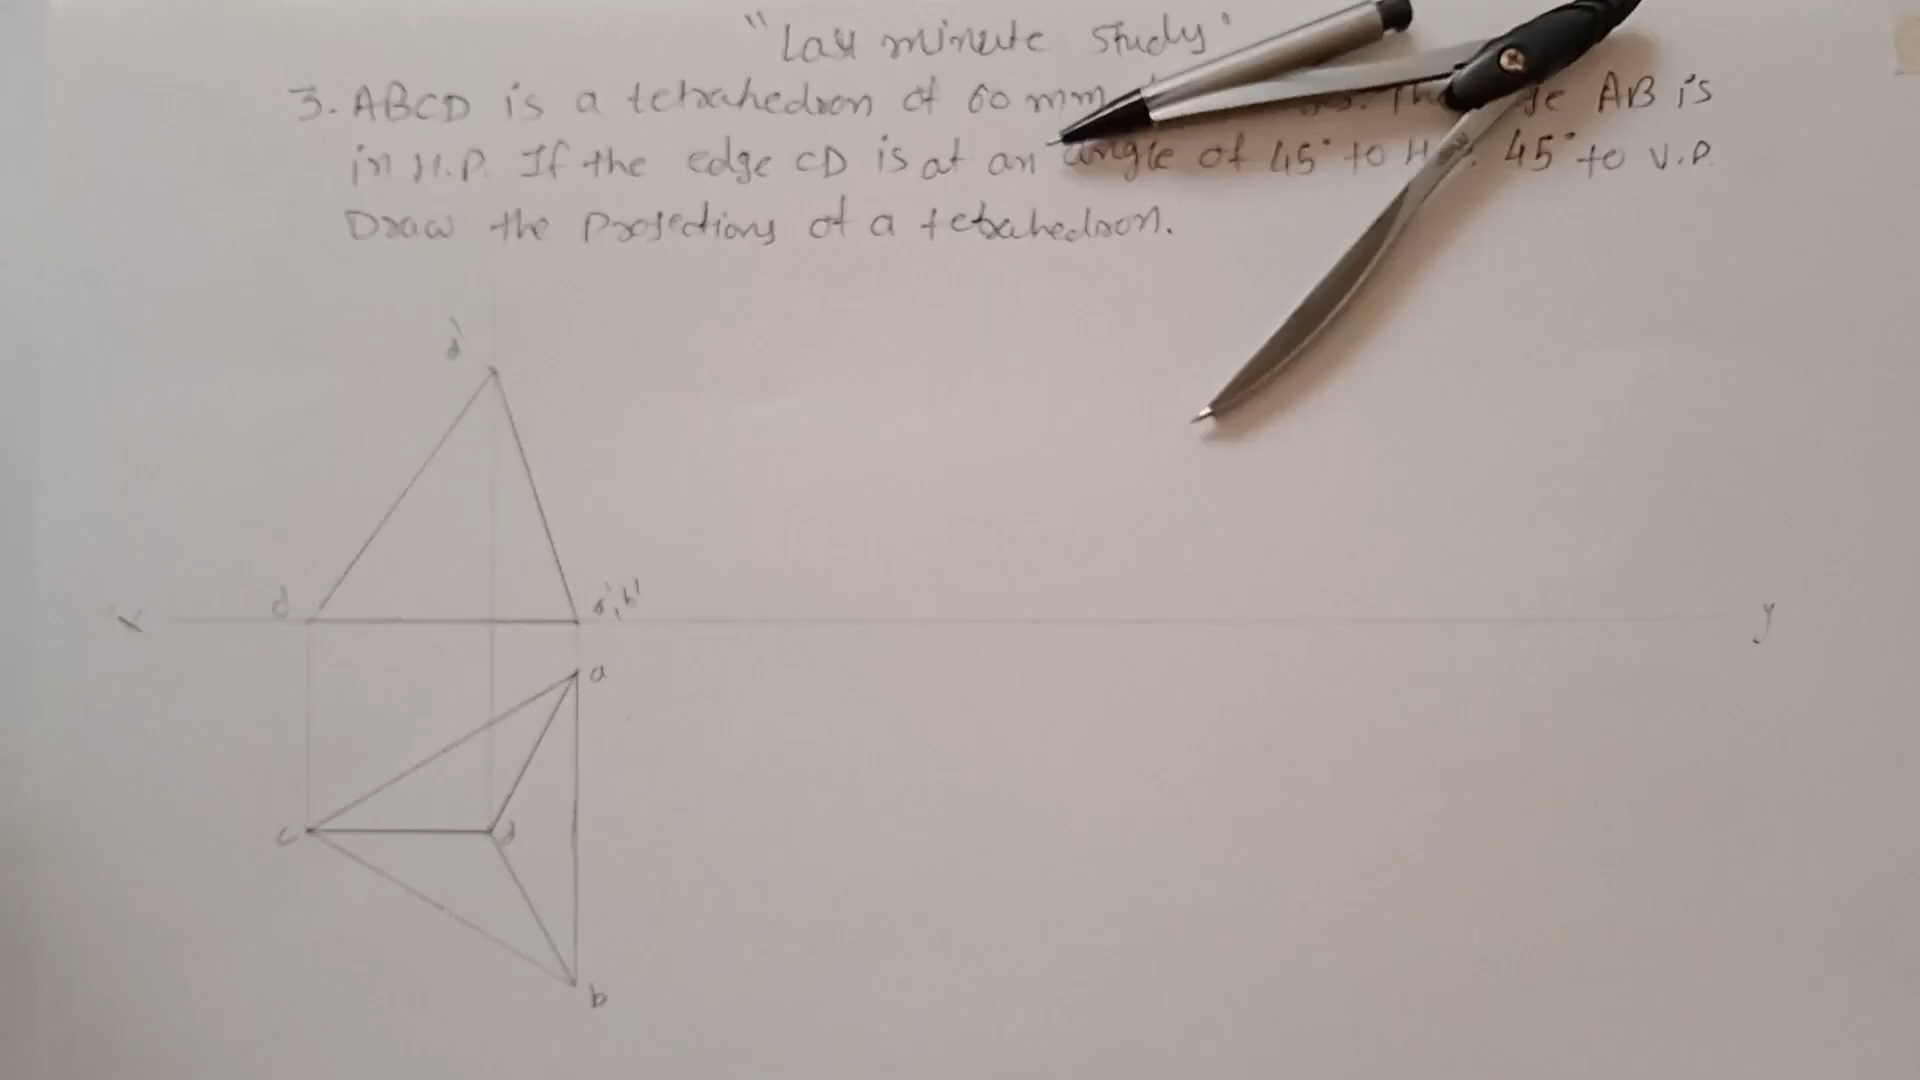 "Last minute study"
3. ABCD is a tetrahedron of 60 mm AB is
in H.P. If the edge CD is at an angle of 45° to 45° to V.P.
Draw the Projections of a tetrahedron.
d'
c' a', b'
X y
a
c d
b